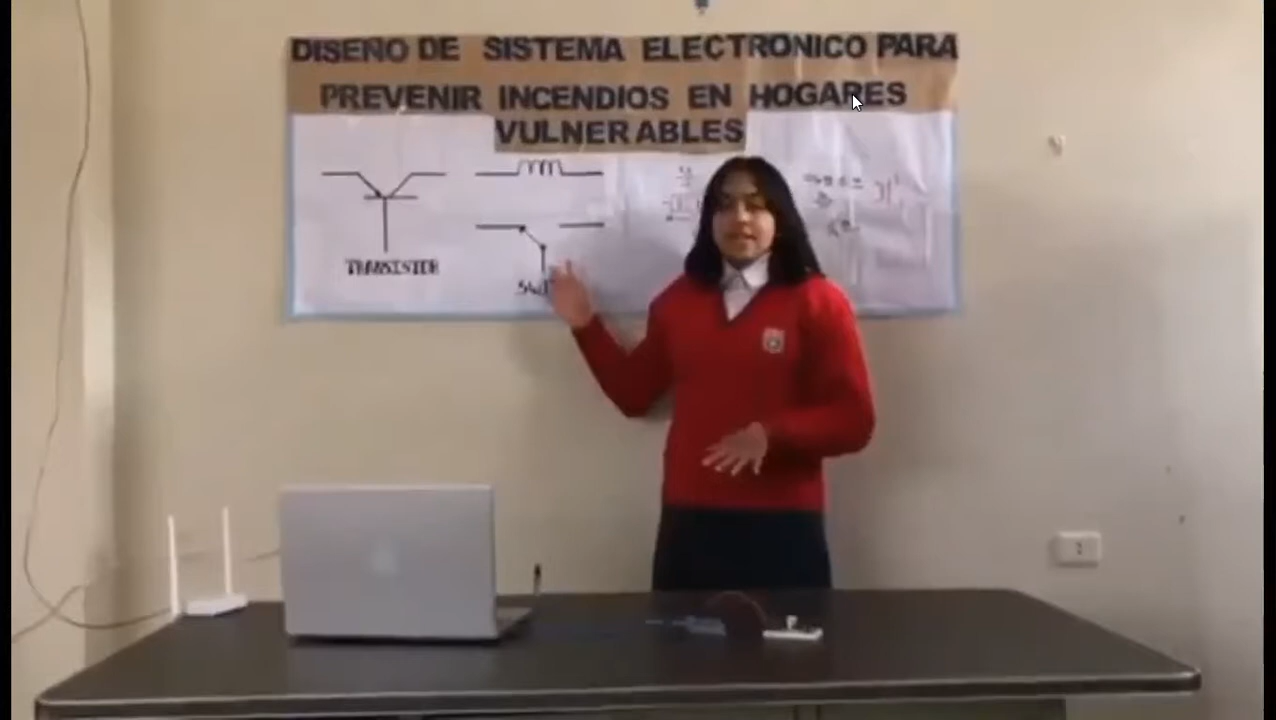 DISEÑO DE SISTEMA ELECTRONICO PARA
PREVENIR INCENDIOS EN HOGARES
VULNERABLES
TRANSISTOR